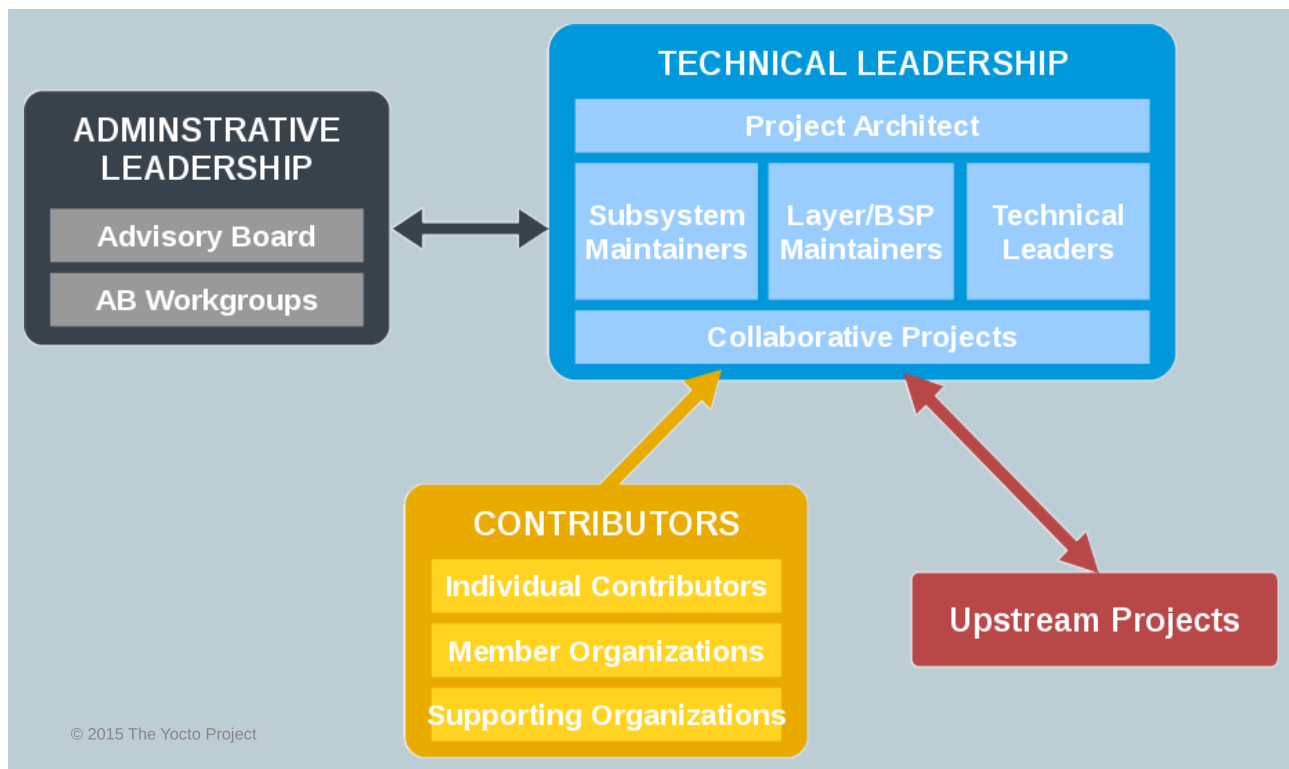 TECHNICAL LEADERSHIP
Project Architect
Subsystem
Maintainers
Layer/BSP
Maintainers
Technical
Leaders
Collaborative Projects
ADMINSTRATIVE
LEADERSHIP
Advisory Board
AB Workgroups
CONTRIBUTORS
Individual Contributors
Member Organizations
Supporting Organizations
Upstream Projects
© 2015 The Yocto Project